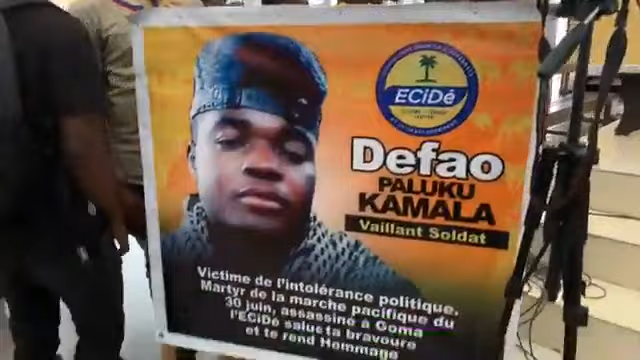 ECiDé
Defao
PALUKU
KAMALA
Vaillant Soldat
Victime de l'intolérance politique,
Martyr de la marche pacifique du
30 juin, assassiné à Goma
l'ECiDé salue ta bravoure
et te rend Hommage